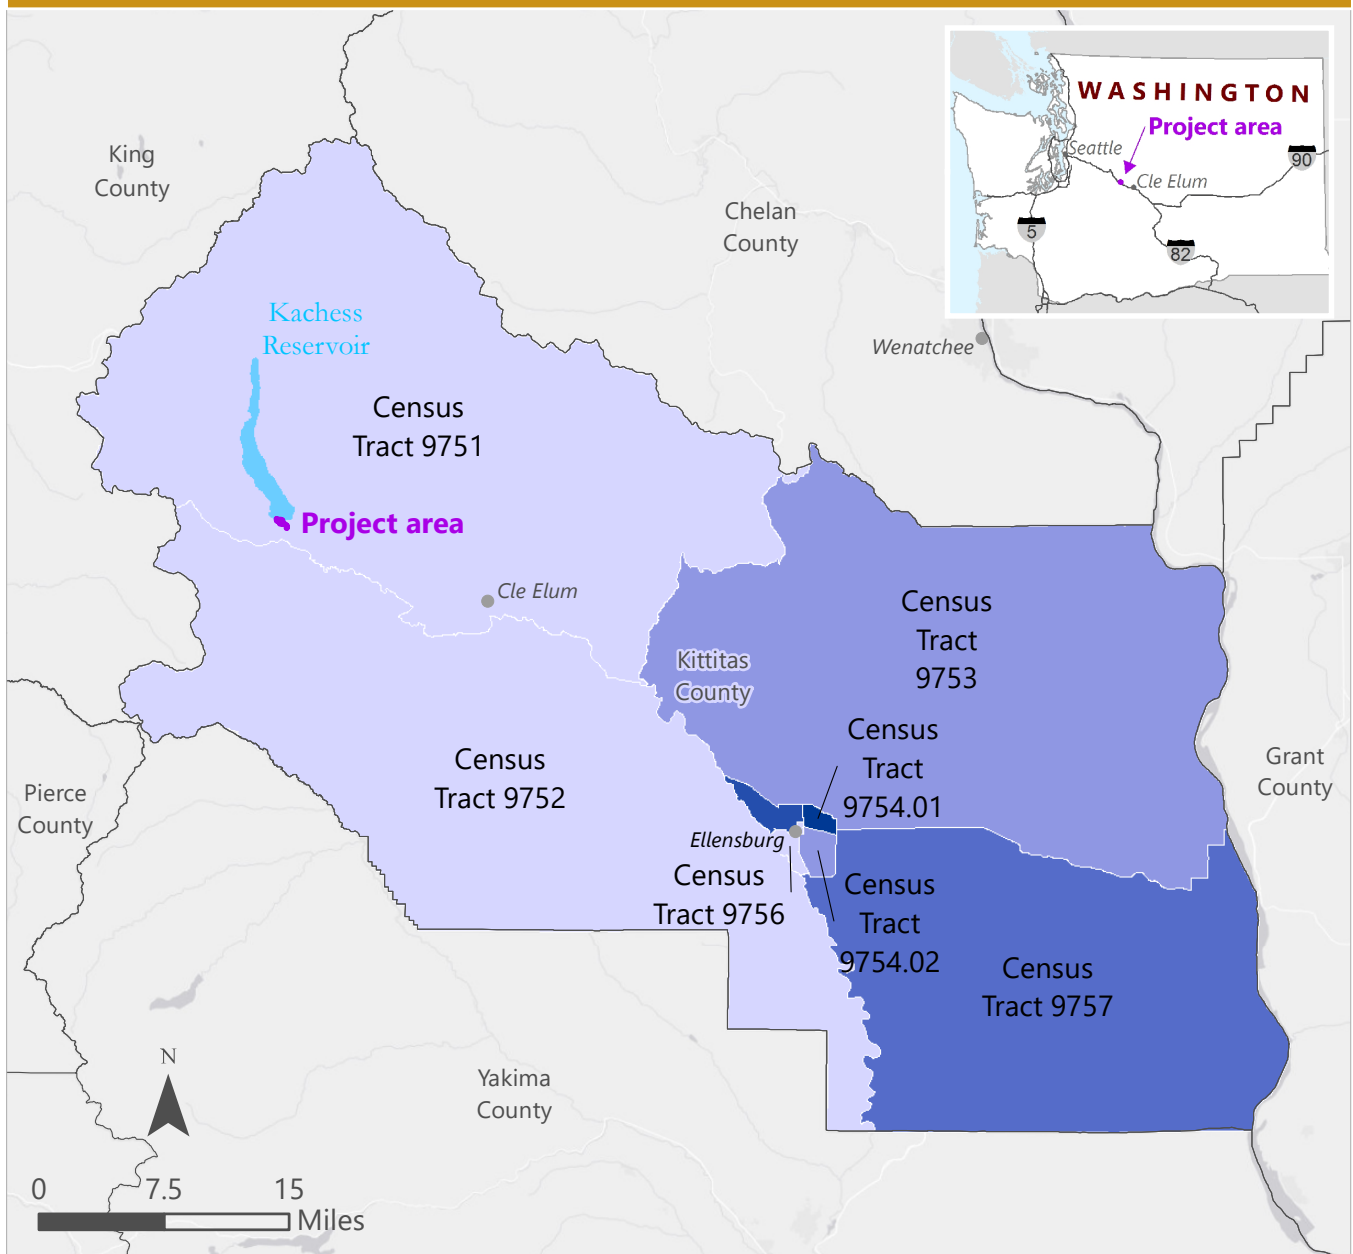 WASHINGTON
Project area
Seattle
Cle Elum
90
5
82
King
County
Chelan
County
Kachess
Reservoir
Wenatchee
Census
Tract 9751
Project area
Cle Elum
Census
Tract
9753
Kittitas
County
Census
Tract
9754.01
Census
Tract 9752
Grant
County
Pierce
County
Ellensburg
Census
Tract 9756
Census
Tract
9754.02
Census
Tract 9757
N
Yakima
County
0 7.5 15
Miles